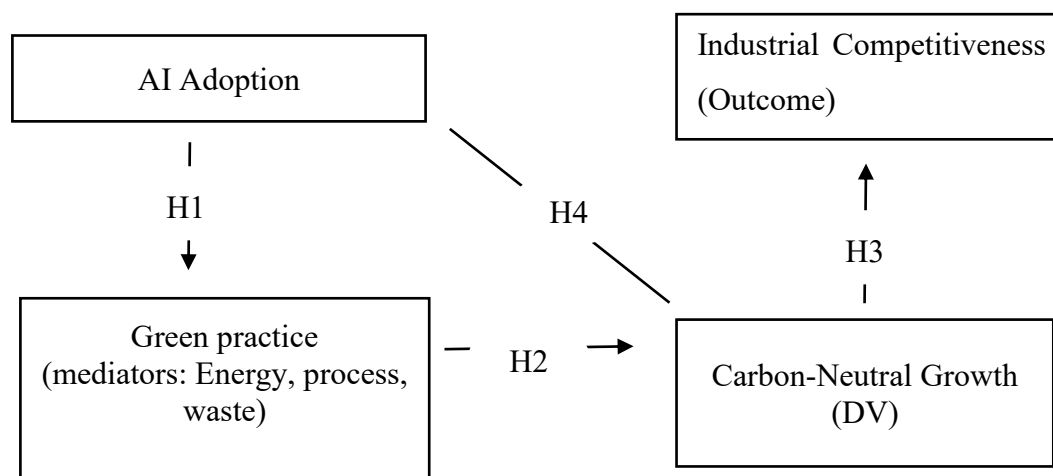 AI Adoption
Industrial Competitiveness
(Outcome)
H1
H4
H3
Green practice
(mediators: Energy, process,
waste)
H2
Carbon-Neutral Growth
(DV)